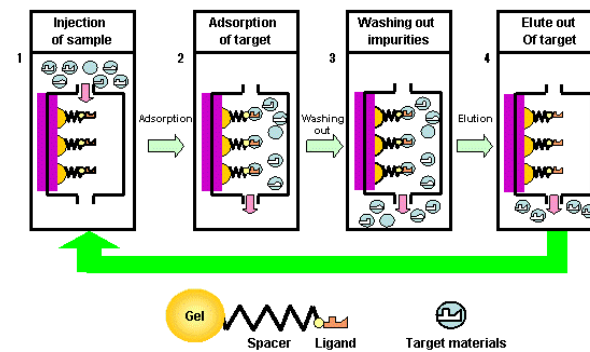 Injection
of sample
Adsorption
of target
Washing out
impurities
Elute out
Of target
1
2
3
4
Adsorption
Washing
out
Elution
Gel
Spacer
Ligand
Target materials